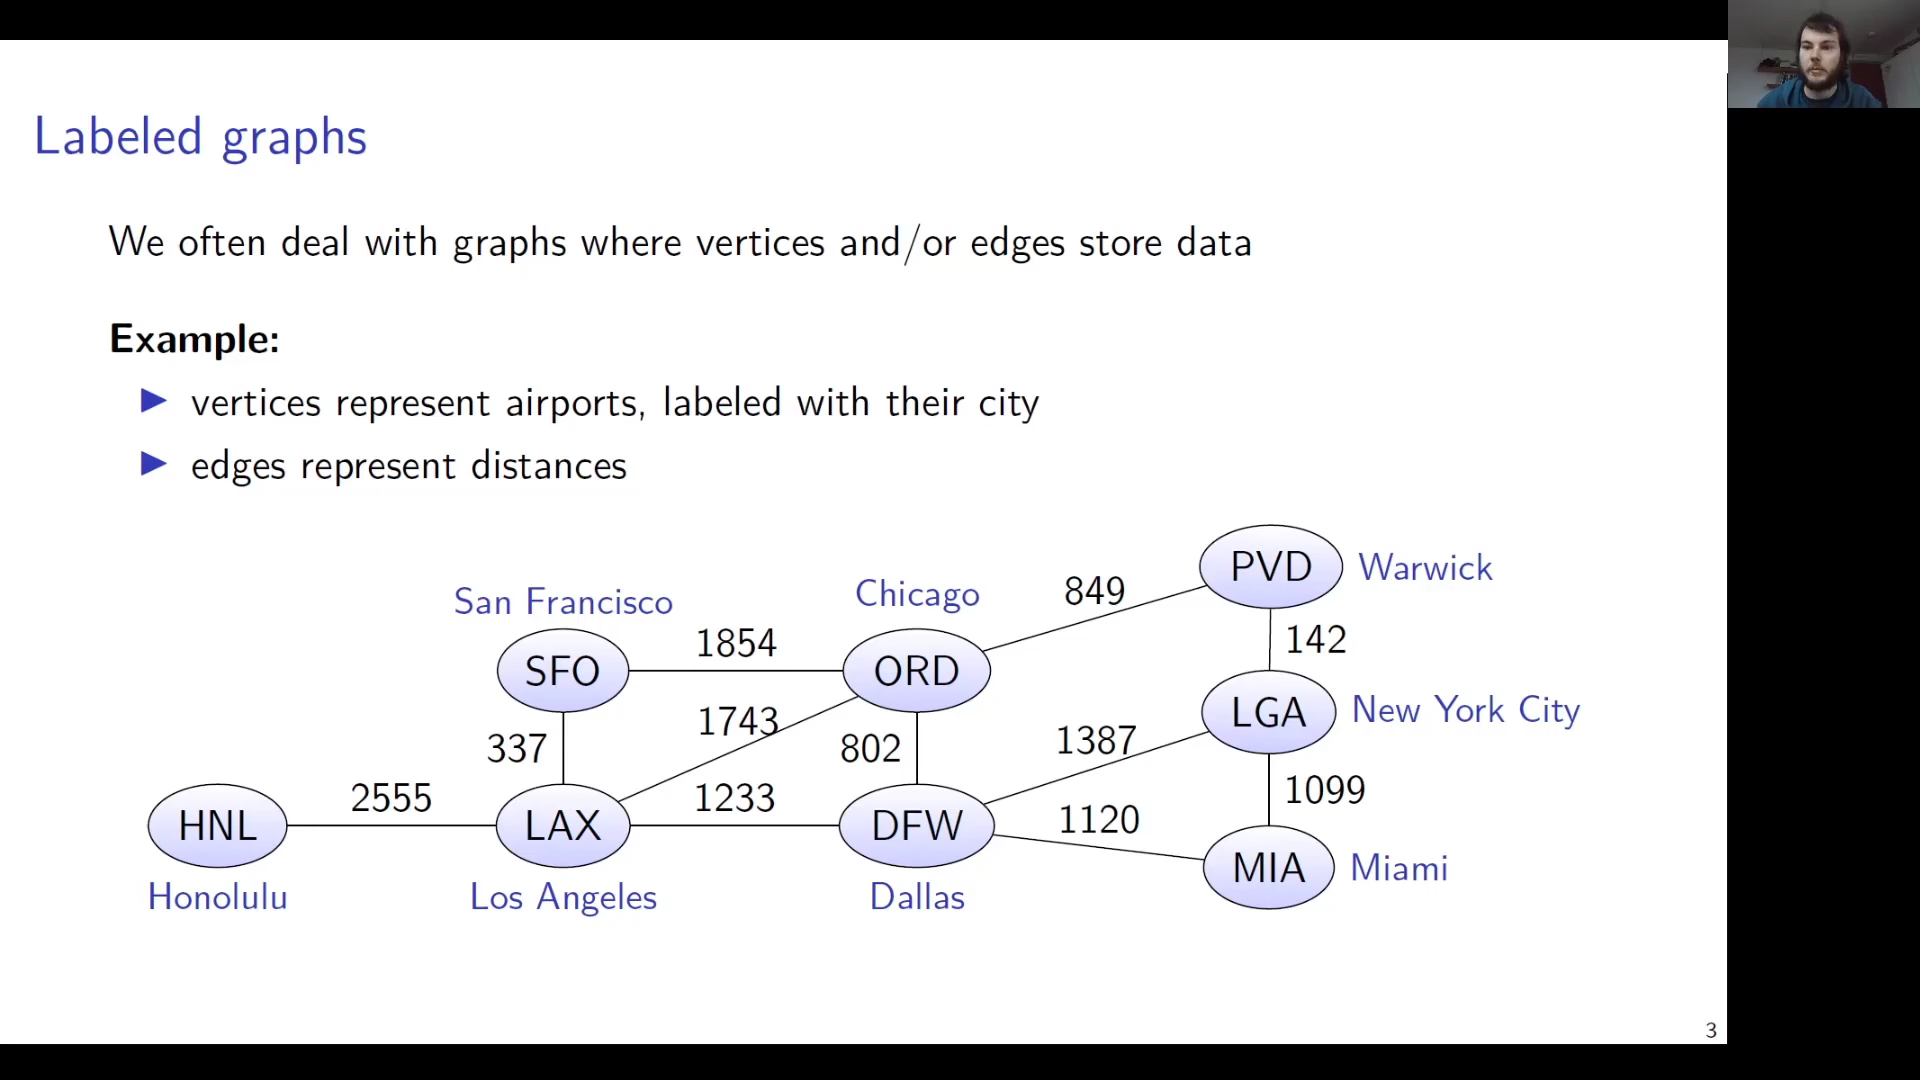 Labeled graphs
We often deal with graphs where vertices and/or edges store data
Example:
▶ vertices represent airports, labeled with their city
▶ edges represent distances
PVD Warwick
849
San Francisco
Chicago
1854
142
SFO
ORD
1743
LGA New York City
337
802
1387
2555
1233
1099
1120
HNL
LAX
DFW
MIA Miami
Honolulu
Los Angeles
Dallas
3